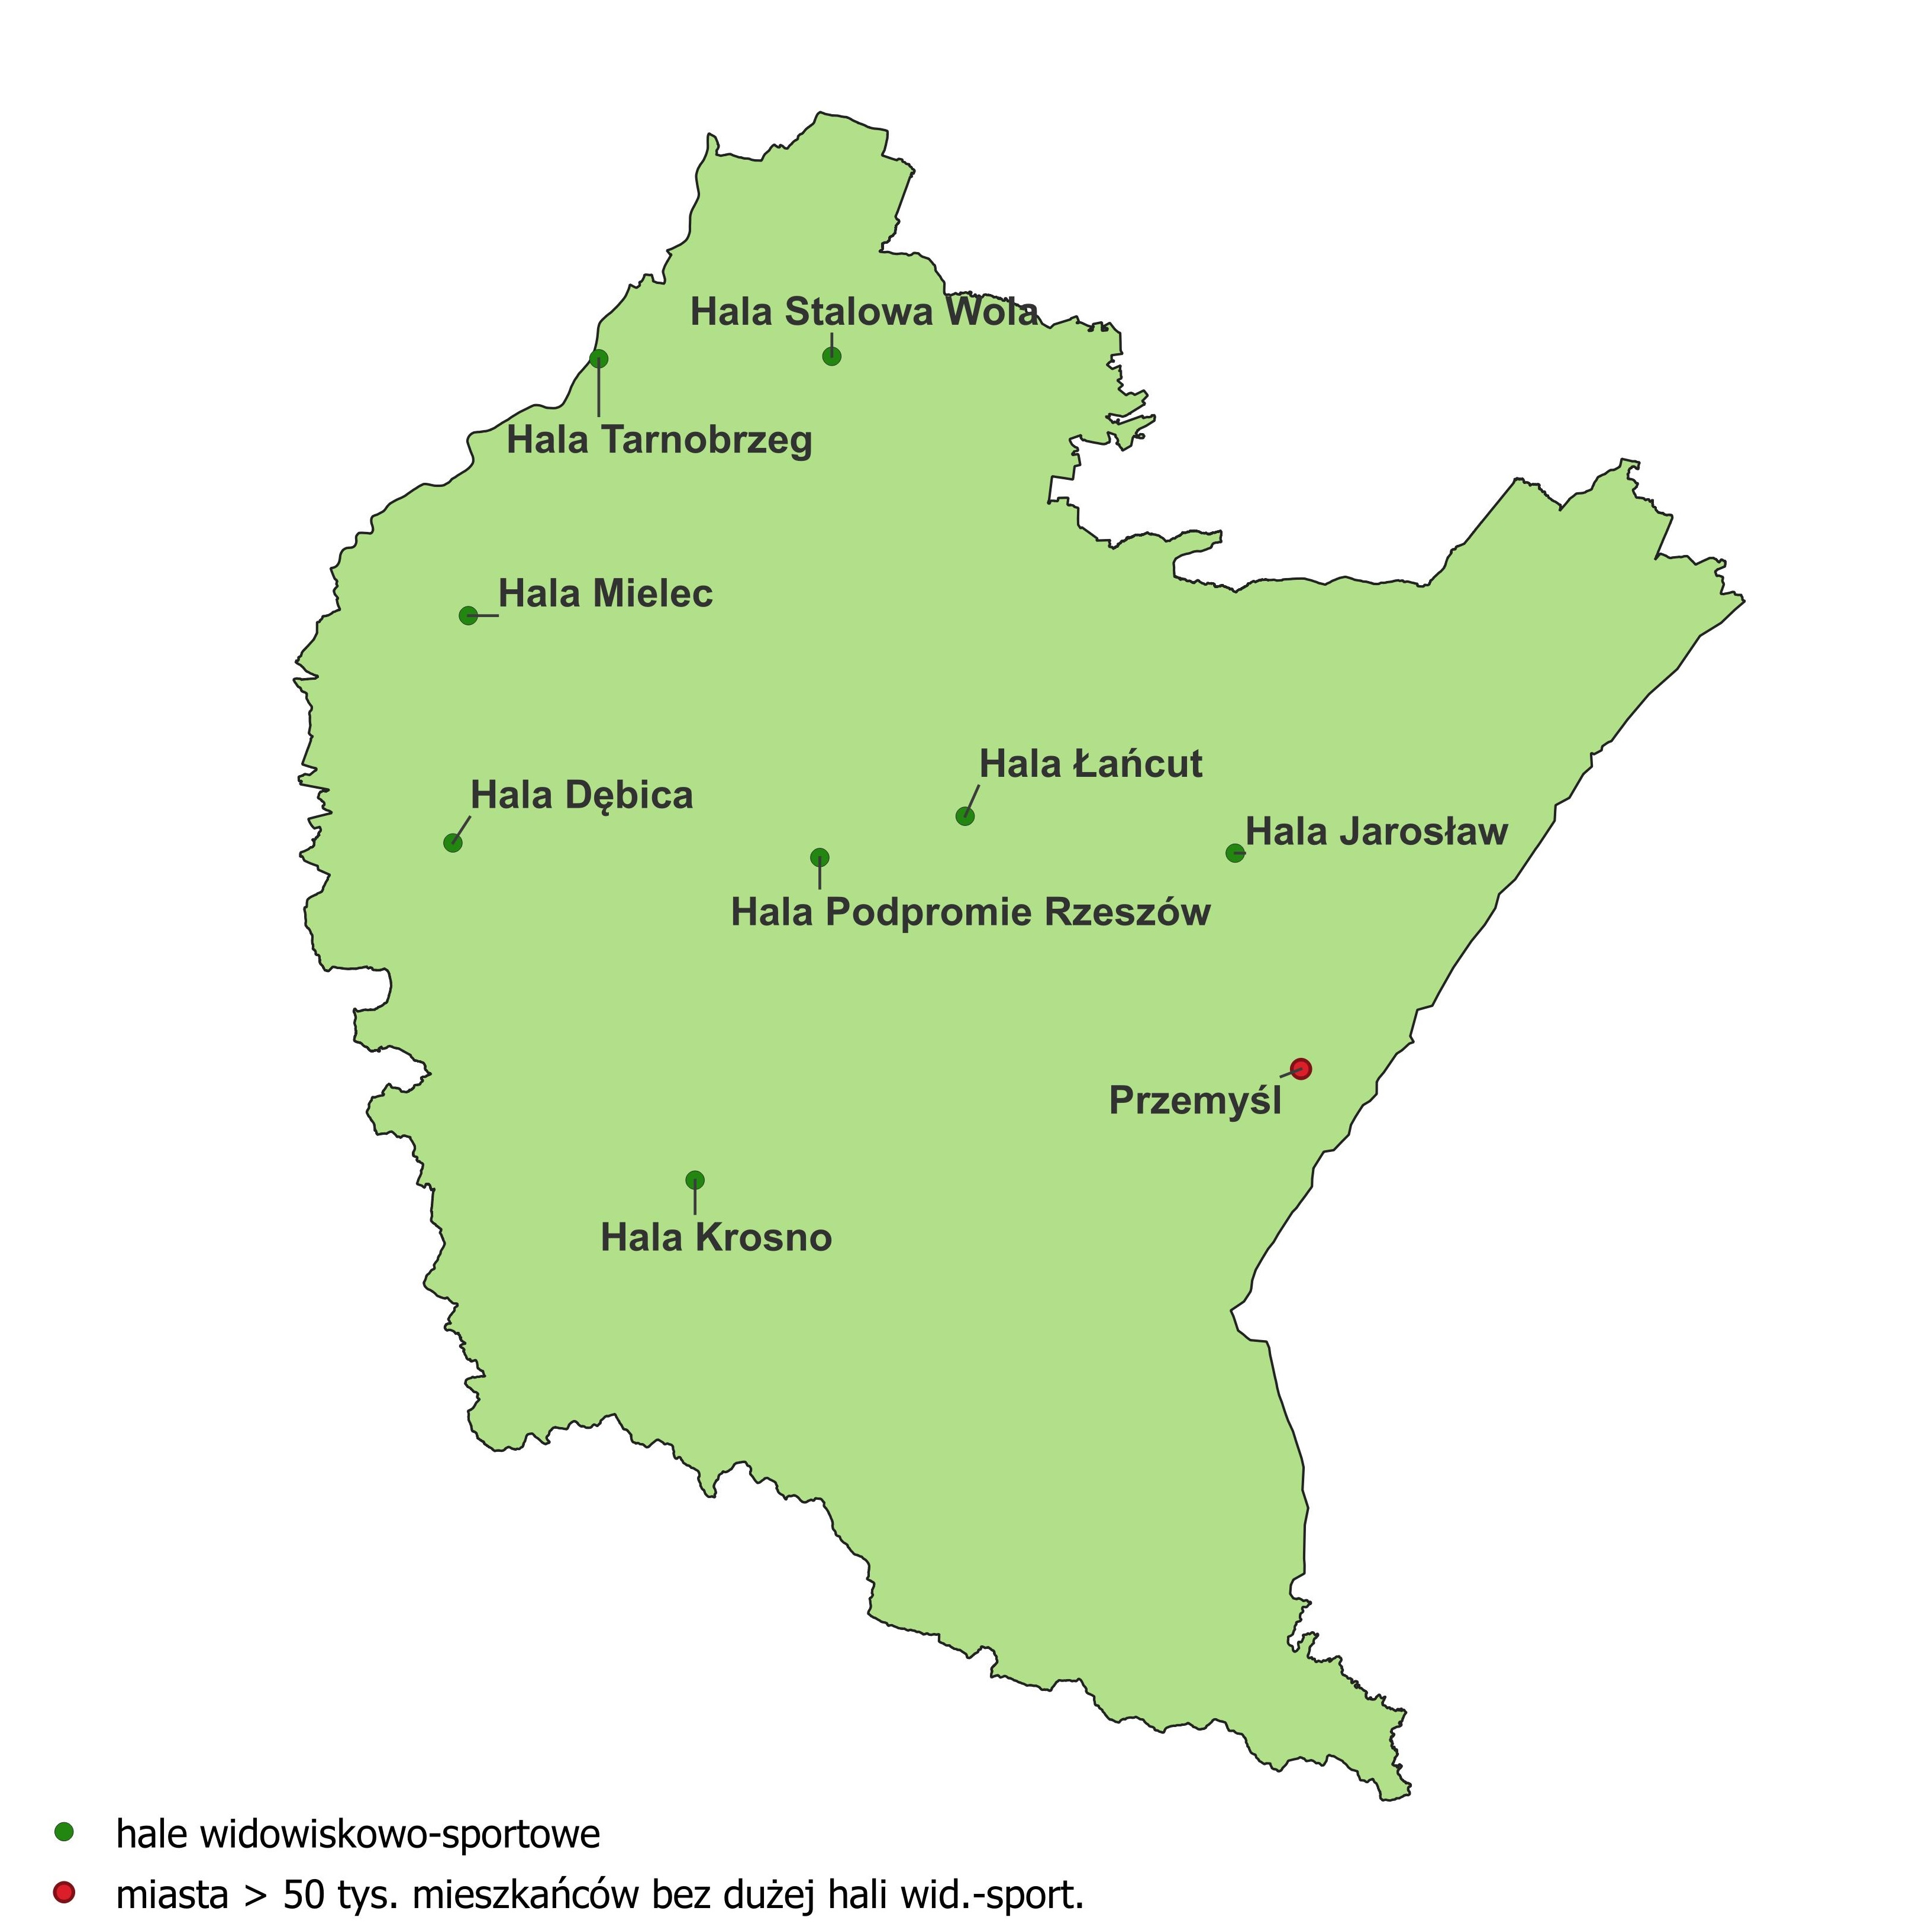 Hala Stalowa Wola
Hala Tarnobrzeg
Hala Mielec
Hala Łańcut
Hala Dębica
Hala Jarosław
Hala Podpromie Rzeszów
Przemyśl
Hala Krosno
hale widowiskowo-sportowe
miasta > 50 tys. mieszkańców bez dużej hali wid.-sport.